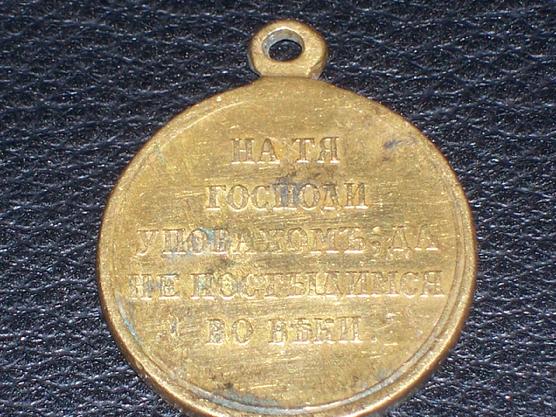 НА ТЯ
ГОСПОДИ
УПОВАХОМЪ, ДА
НЕ ПОСТЫДИМСЯ
ВО ВѢКИ